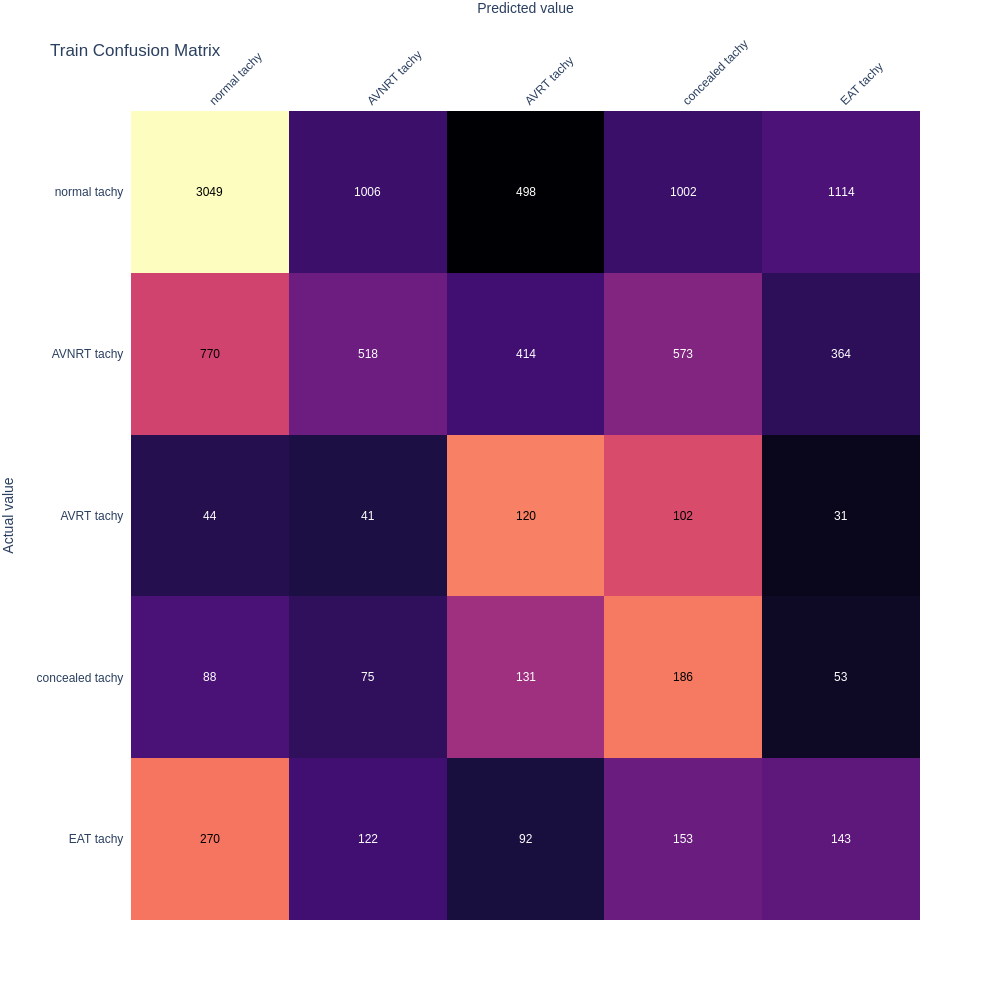 Predicted value
Train Confusion Matrix
normal tachy AVNRT tachy AVRT tachy concealed tachy EAT tachy
normal tachy 3049 1006 498 1002 1114
AVNRT tachy 770 518 414 573 364
Actual value
AVRT tachy 44 41 120 102 31
concealed tachy 88 75 131 186 53
EAT tachy 270 122 92 153 143